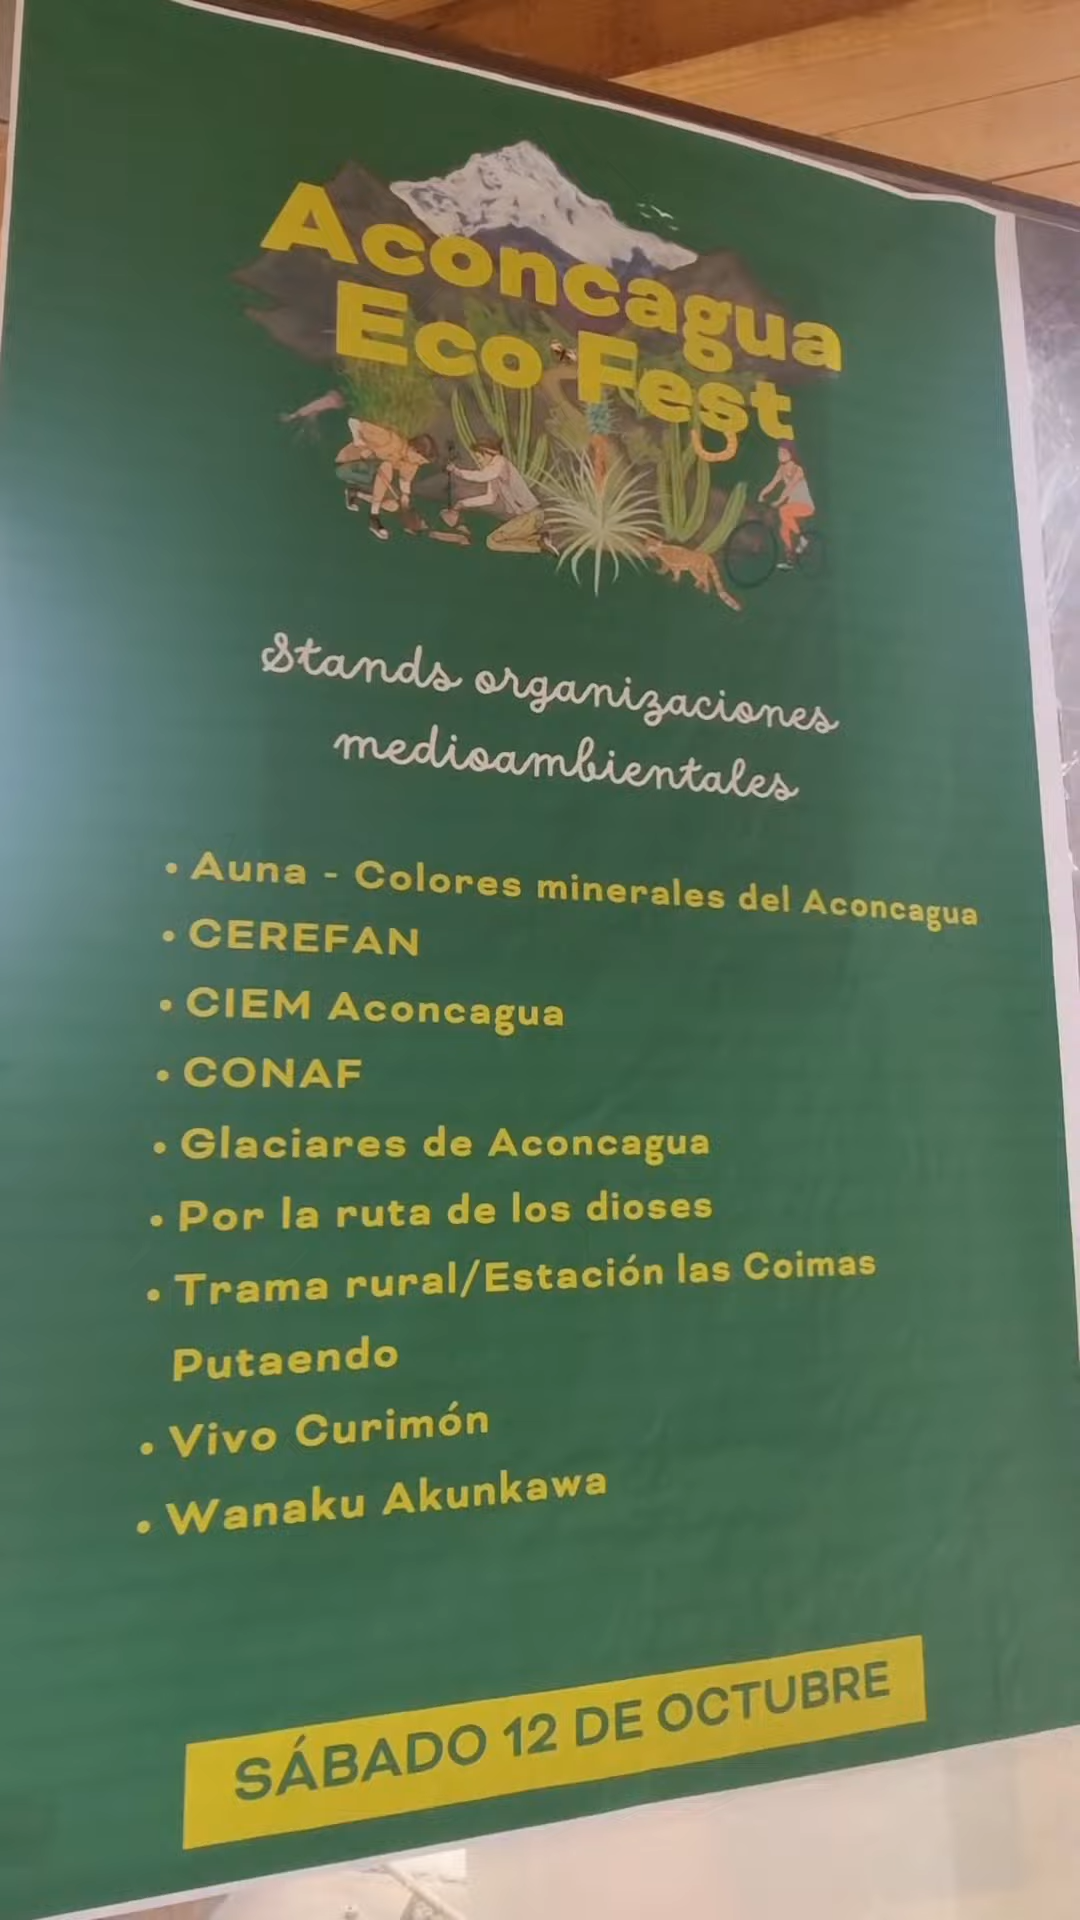 Aconcagua
Eco Fest
Stands organizaciones
medioambientales
• Auna - Colores minerales del Aconcagua
• CEREFAN
• CIEM Aconcagua
• CONAF
• Glaciares de Aconcagua
• Por la ruta de los dioses
• Trama rural/Estación las Coimas
Putaendo
• Vivo Curimón
• Wanaku Akunkawa
SÁBADO 12 DE OCTUBRE